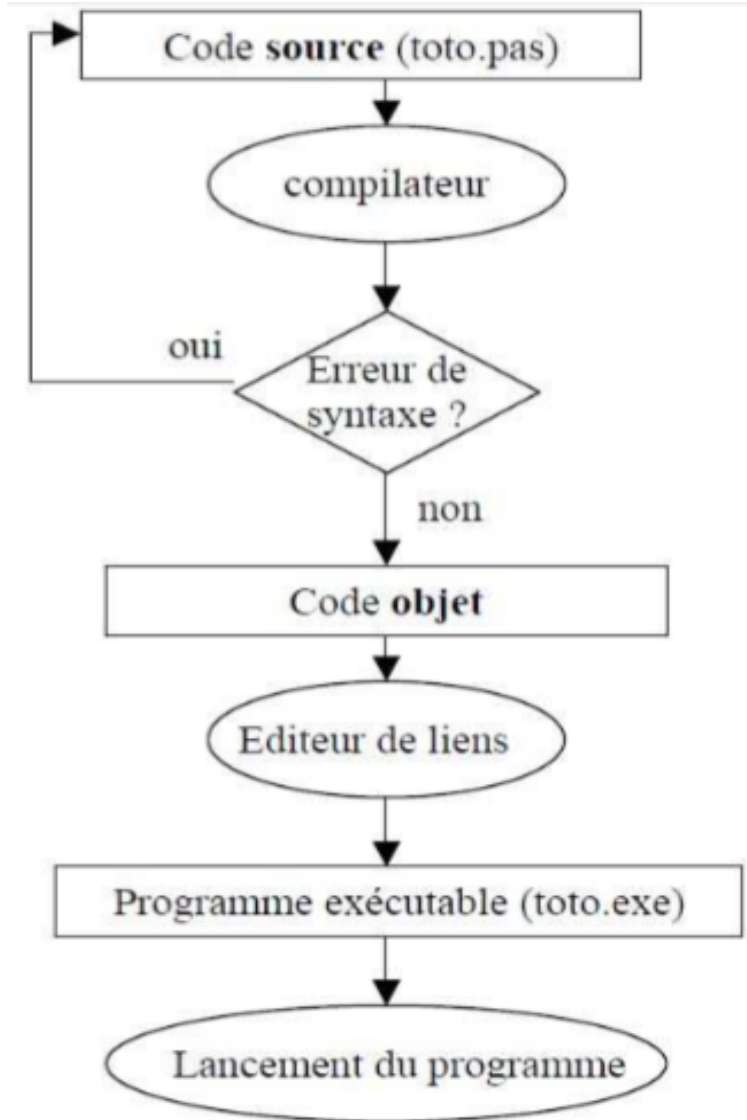 Code source (toto.pas)
compilateur
oui
Erreur de
syntaxe ?
non
Code objet
Editeur de liens
Programme exécutable (toto.exe)
Lancement du programme